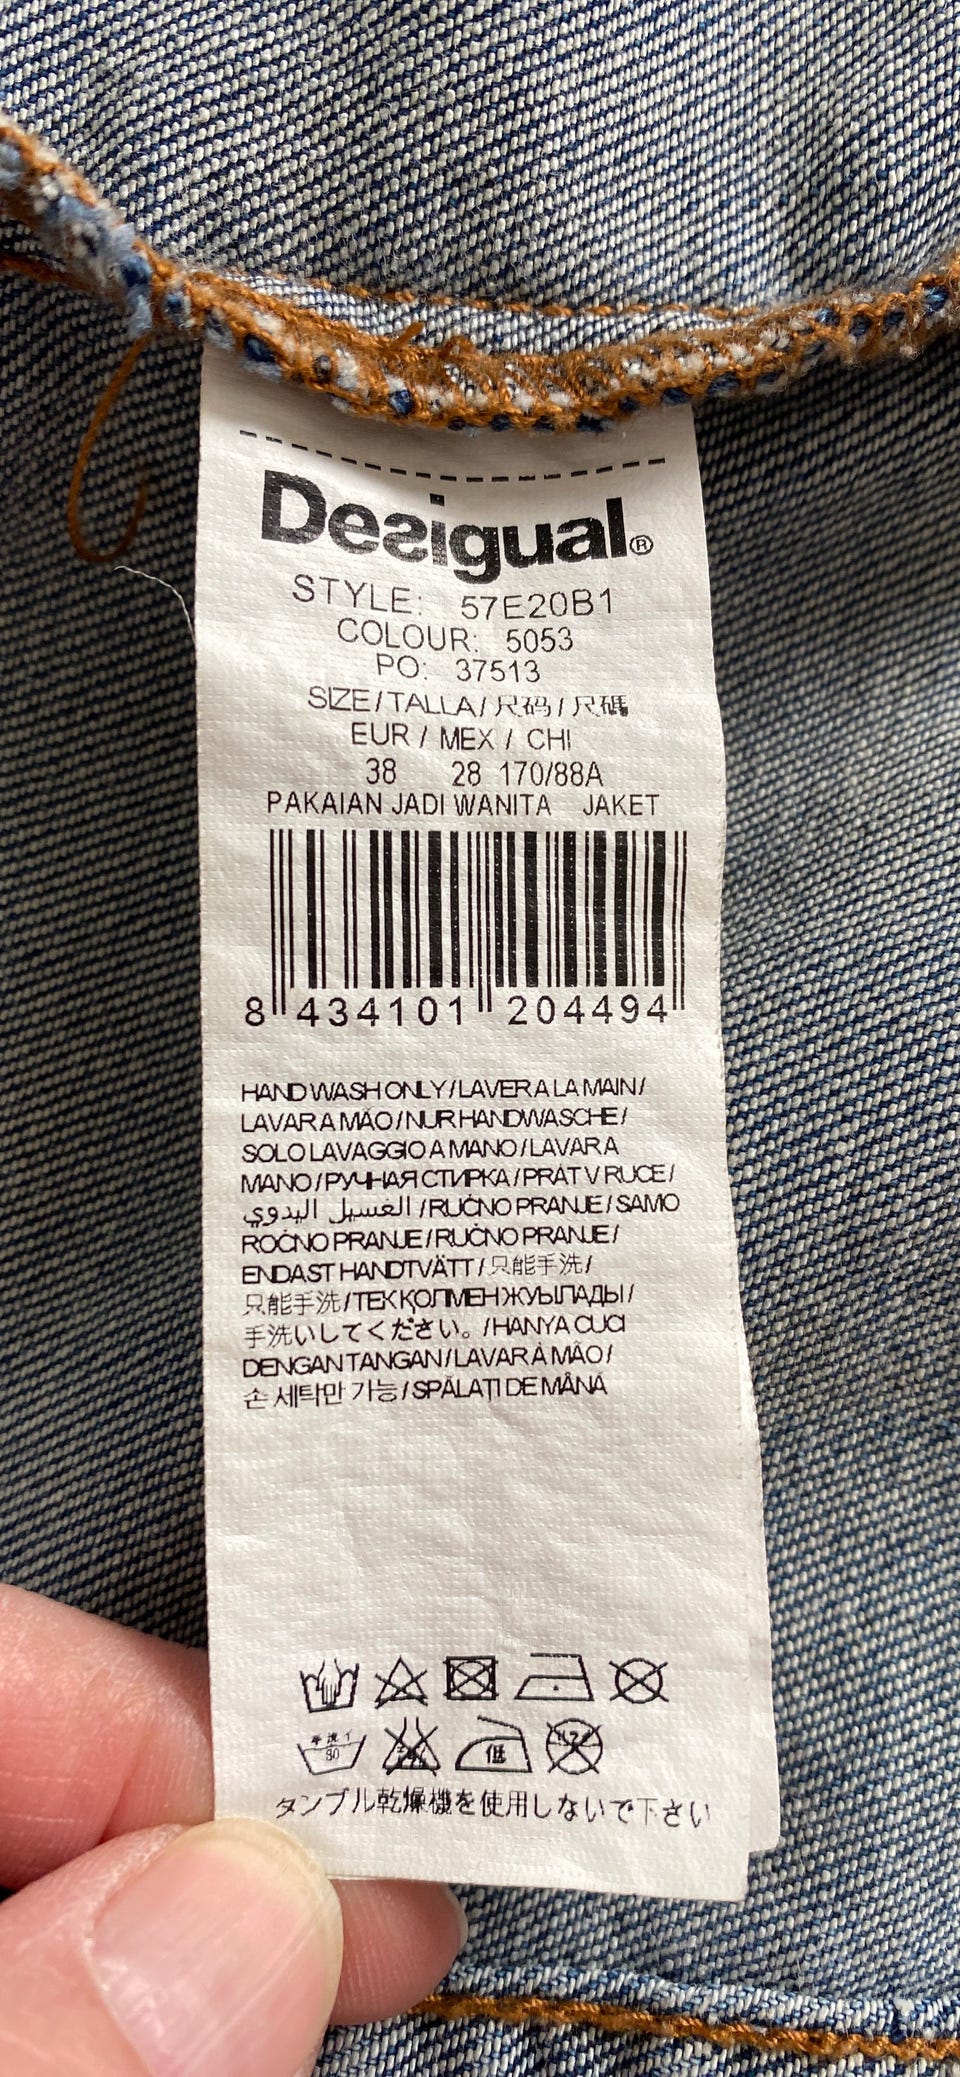 Desigual®
STYLE: 57E20B1
COLOUR: 5053
PO: 37513
SIZE / TALLA / 尺码 / 尺碼
EUR / MEX / CHI
38 28 170/88A
PAKAIAN JADI WANITA JAKET
8 434101 204494
HAND WASH ONLY / LAVER A LA MAIN /
LAVAR A MÃO / NUR HANDWASCHE /
SOLO LAVAGGIO A MANO / LAVAR A
MANO / РУЧНАЯ СТИРКА / PRÁT V RUCE /
الغسيل اليدوي / RUČNO PRANJE / SAMO
ROČNO PRANJE / RUČNO PRANJE /
ENDAST HANDTVÄTT / 只能手洗 /
只能手洗 / ТЕК ҚОЛМЕН ЖУЫЛАДЫ /
手洗いしてください。 / HANYA CUCI
DENGAN TANGAN / LAVAR À MÃO /
손 세탁만 가능 / SPĂLAȚI DE MÂNĂ
手洗イ
30
低
タンブル乾燥機を使用しないで下さい